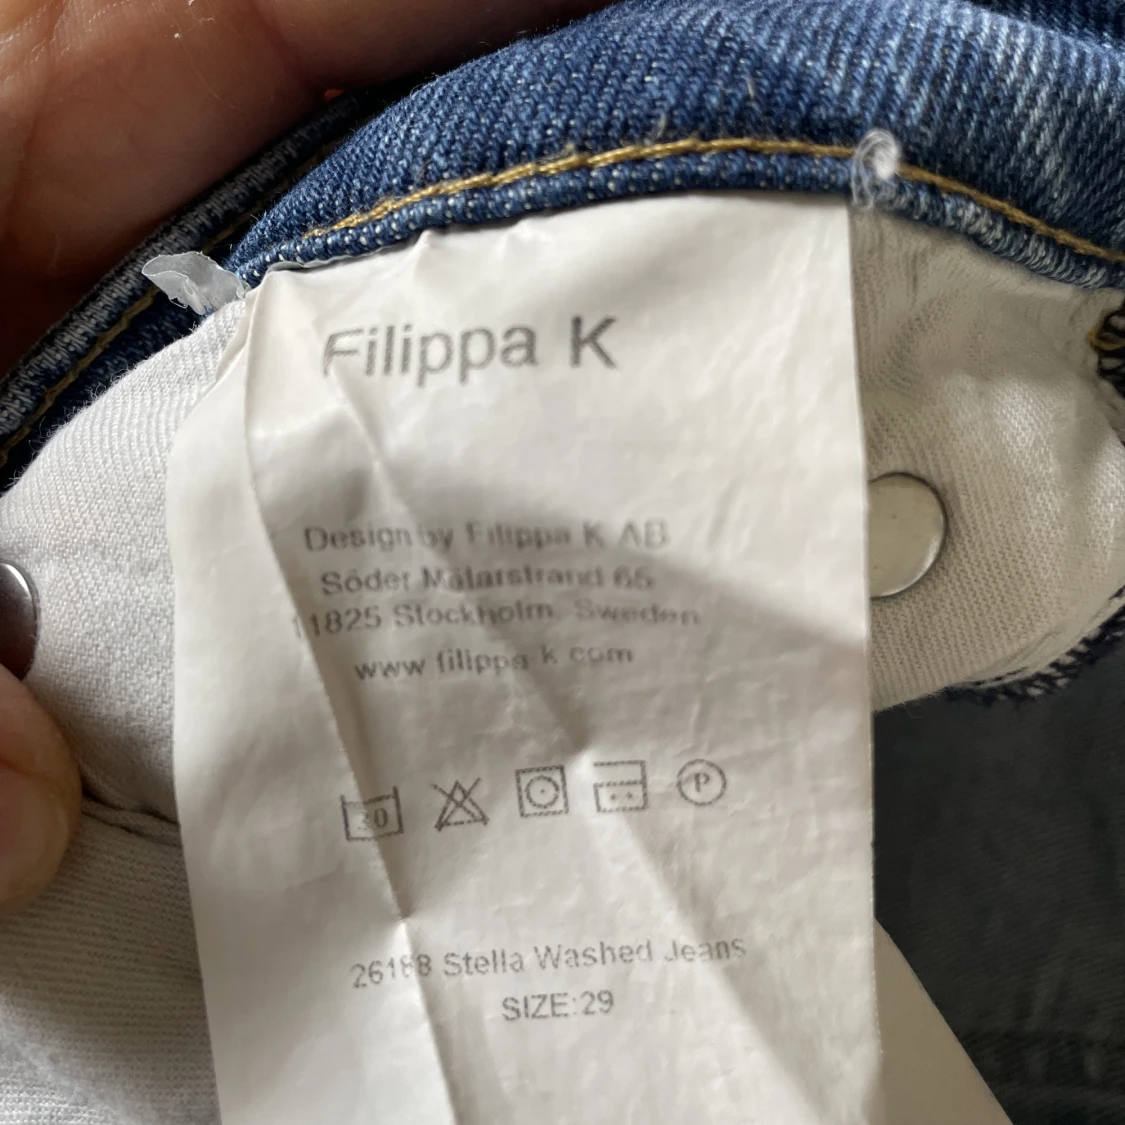 Filippa K
Design by Filippa K AB
Söder Mälarstrand 65
11825 Stockholm, Sweden
www filippa-k com
P
26188 Stella Washed Jeans
SIZE:29